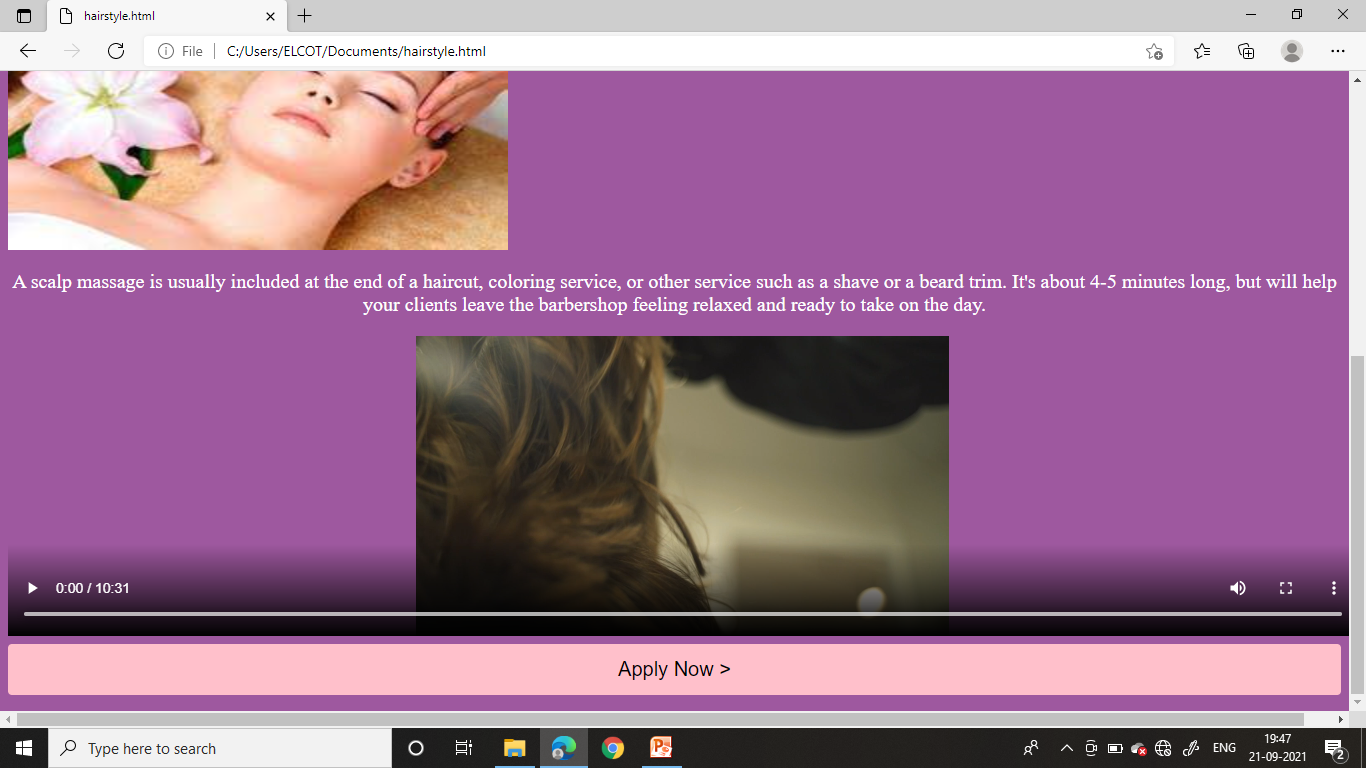 hairstyle.html
File
C:/Users/ELCOT/Documents/hairstyle.html
A scalp massage is usually included at the end of a haircut, coloring service, or other service such as a shave or a beard trim. It's about 4-5 minutes long, but will help
your clients leave the barbershop feeling relaxed and ready to take on the day.
0:00 / 10:31
Apply Now >
Type here to search
ENG
19:47
21-09-2021
2